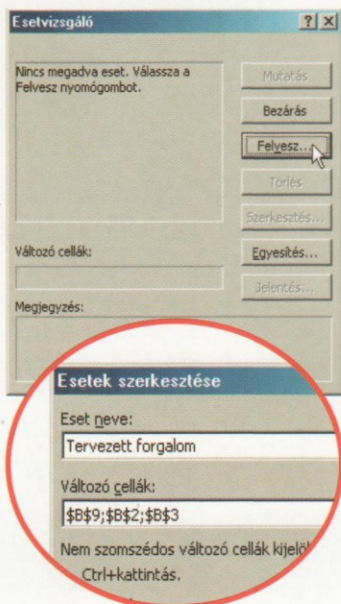 Esetvizsgáló
Nincs megadva eset. Válassza a
Felvesz nyomógombot.
Mutatás
Bezárás
Felvesz...
Törlés
Szerkesztés...
Egyesítés...
Jelentés...
Változó cellák:
Megjegyzés:
Esetek szerkesztése
Eset neve:
Tervezett forgalom
Változó cellák:
$B$9;$B$2;$B$3
Nem szomszédos változó cellák
Ctrl+kattintás.